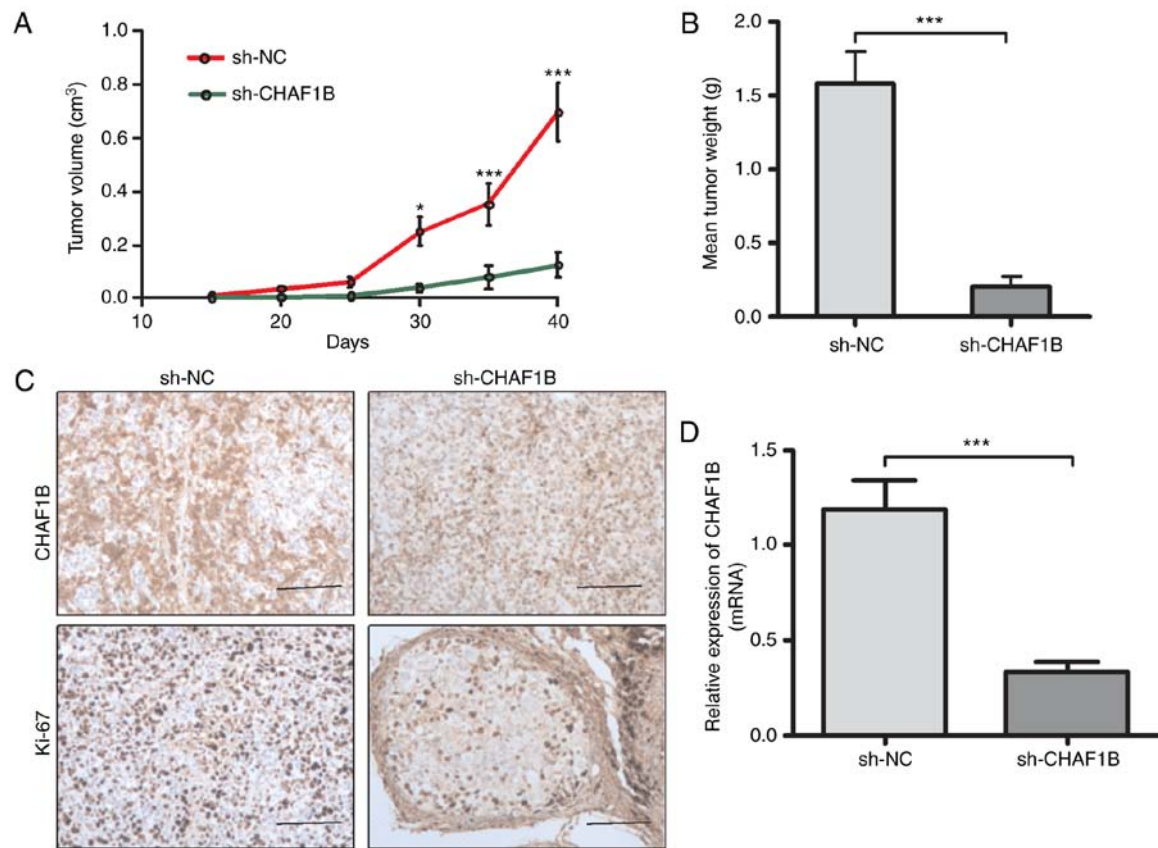 A
Tumor volume (cm³)
1.0
0.8
0.6
0.4
0.2
0.0
sh-NC
sh-CHAF1B
*
***
***
10
20
30
40
Days
B
Mean tumor weight (g)
2.0
1.5
1.0
0.5
0.0
***
sh-NC
sh-CHAF1B
C
sh-NC
sh-CHAF1B
CHAF1B
Ki-67
D
Relative expression of CHAF1B
(mRNA)
1.5
1.0
0.5
0.0
***
sh-NC
sh-CHAF1B